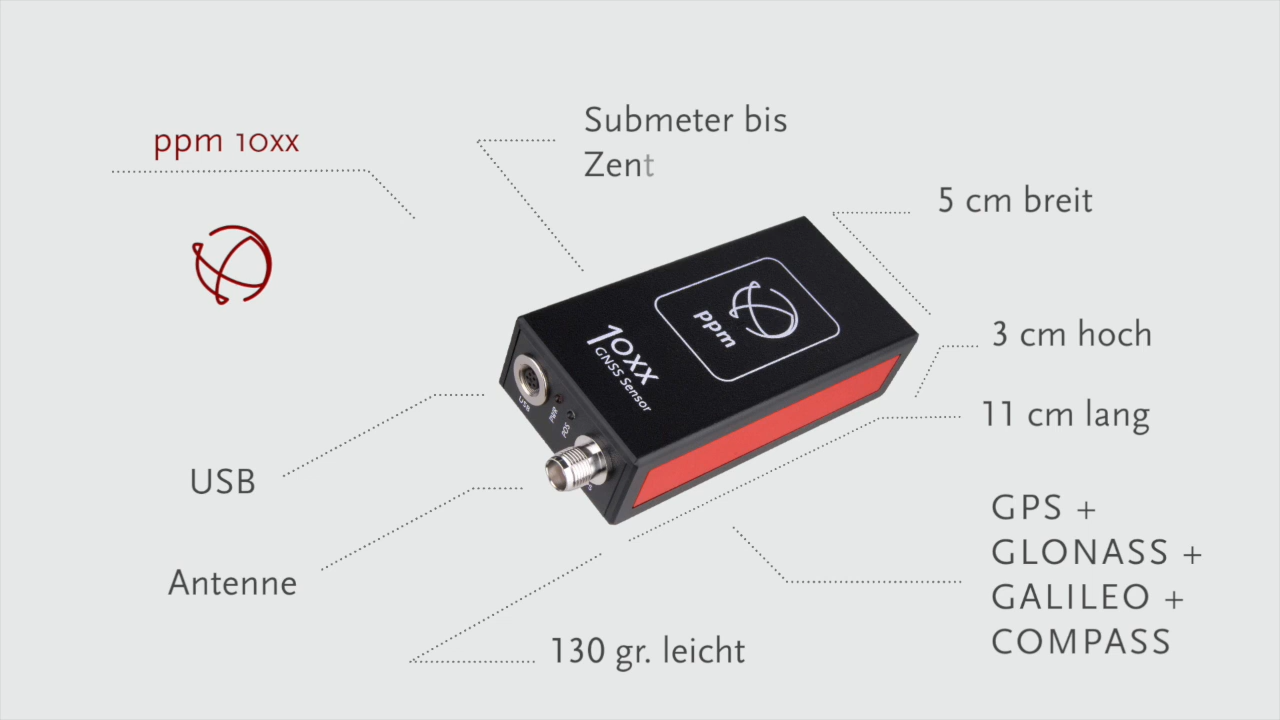 ppm 10xx
Submeter bis
Zent
5 cm breit
3 cm hoch
11 cm lang
GPS +
GLONASS +
GALILEO +
COMPASS
130 gr. leicht
Antenne
USB
ppm
10xx
GNSS Sensor
USB
PWR
POS